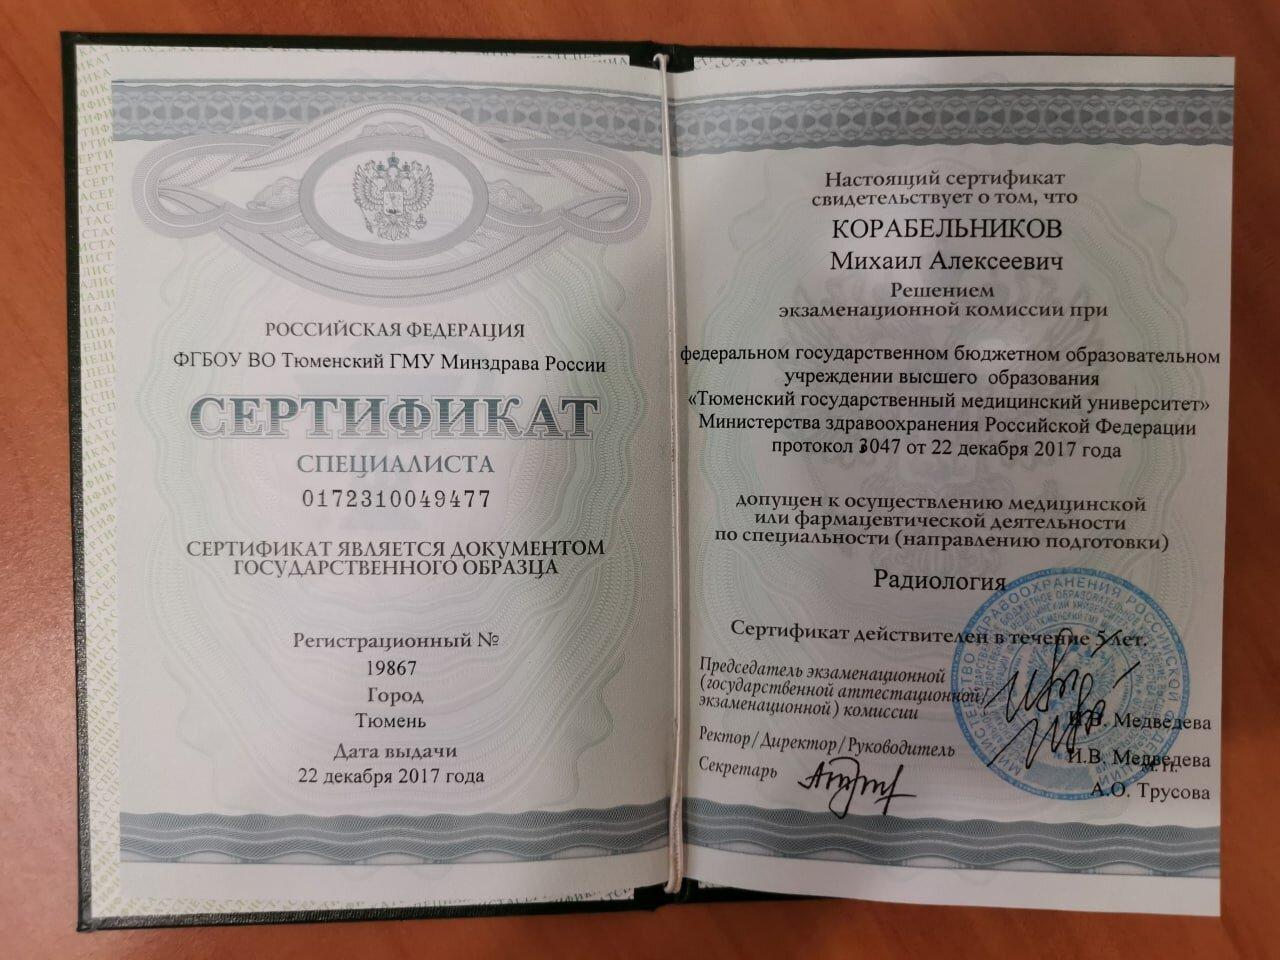 РОССИЙСКАЯ ФЕДЕРАЦИЯ
ФГБОУ ВО Тюменский ГМУ Минздрава России
СЕРТИФИКАТ
СПЕЦИАЛИСТА
0172310049477
СЕРТИФИКАТ ЯВЛЯЕТСЯ ДОКУМЕНТОМ
ГОСУДАРСТВЕННОГО ОБРАЗЦА
Регистрационный №
19867
Город
Тюмень
Дата выдачи
22 декабря 2017 года
Настоящий сертификат
свидетельствует о том, что
КОРАБЕЛЬНИКОВ
Михаил Алексеевич
Решением
экзаменационной комиссии при
федеральном государственном бюджетном образовательном
учреждении высшего образования
«Тюменский государственный медицинский университет»
Министерства здравоохранения Российской Федерации
протокол 3047 от 22 декабря 2017 года
допущен к осуществлению медицинской
или фармацевтической деятельности
по специальности (направлению подготовки)
Радиология
Сертификат действителен в течение 5 лет.
Председатель экзаменационной
(государственной аттестационной/
экзаменационной) комиссии
И.В. Медведева
Ректор/Директор/Руководитель
И.В. Медведева
М.П.
Секретарь
А.О. Трусова